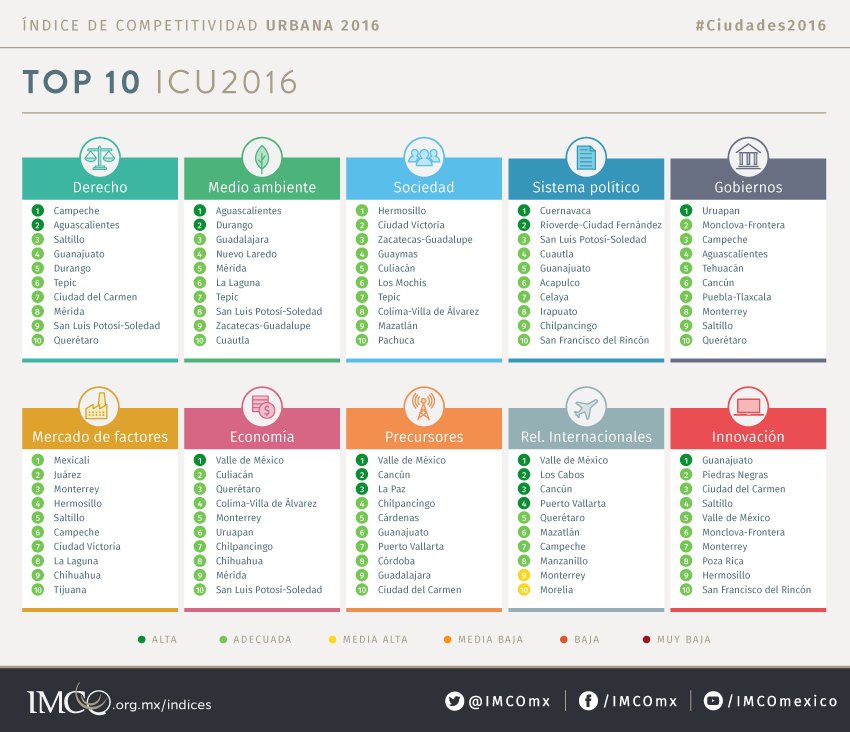 ÍNDICE DE COMPETITIVIDAD URBANA 2016
#Ciudades2016
TOP 10 ICU2016
Derecho
1 Campeche
2 Aguascalientes
3 Saltillo
4 Guanajuato
5 Durango
6 Tepic
7 Ciudad del Carmen
8 Mérida
9 San Luis Potosí-Soledad
10 Querétaro
Medio ambiente
1 Aguascalientes
2 Durango
3 Guadalajara
4 Nuevo Laredo
5 Mérida
6 La Laguna
7 Tepic
8 San Luis Potosí-Soledad
9 Zacatecas-Guadalupe
10 Cuautla
Sociedad
1 Hermosillo
2 Ciudad Victoria
3 Zacatecas-Guadalupe
4 Guaymas
5 Culiacán
6 Los Mochis
7 Tepic
8 Colima-Villa de Álvarez
9 Mazatlán
10 Pachuca
Sistema político
1 Cuernavaca
2 Rioverde-Ciudad Fernández
3 San Luis Potosí-Soledad
4 Cuautla
5 Guanajuato
6 Acapulco
7 Celaya
8 Irapuato
9 Chilpancingo
10 San Francisco del Rincón
Gobiernos
1 Uruapan
2 Monclova-Frontera
3 Campeche
4 Aguascalientes
5 Tehuacán
6 Cancún
7 Puebla-Tlaxcala
8 Monterrey
9 Saltillo
10 Querétaro
Mercado de factores
1 Mexicali
2 Juárez
3 Monterrey
4 Hermosillo
5 Saltillo
6 Campeche
7 Ciudad Victoria
8 La Laguna
9 Chihuahua
10 Tijuana
Economía
1 Valle de México
2 Culiacán
3 Querétaro
4 Colima-Villa de Álvarez
5 Monterrey
6 Uruapan
7 Chilpancingo
8 Chihuahua
9 Mérida
10 San Luis Potosí-Soledad
Precursores
1 Valle de México
2 Cancún
3 La Paz
4 Chilpancingo
5 Cárdenas
6 Guanajuato
7 Puerto Vallarta
8 Córdoba
9 Guadalajara
10 Ciudad del Carmen
Rel. Internacionales
1 Valle de México
2 Los Cabos
3 Cancún
4 Puerto Vallarta
5 Querétaro
6 Mazatlán
7 Campeche
8 Manzanillo
9 Monterrey
10 Morelia
Innovación
1 Guanajuato
2 Piedras Negras
3 Ciudad del Carmen
4 Saltillo
5 Valle de México
6 Monclova-Frontera
7 Monterrey
8 Poza Rica
9 Hermosillo
10 San Francisco del Rincón
ALTA
ADECUADA
MEDIA ALTA
MEDIA BAJA
BAJA
MUY BAJA
IMCO.org.mx/indices
@IMCOmx
/IMCOmx
/IMCOmexico